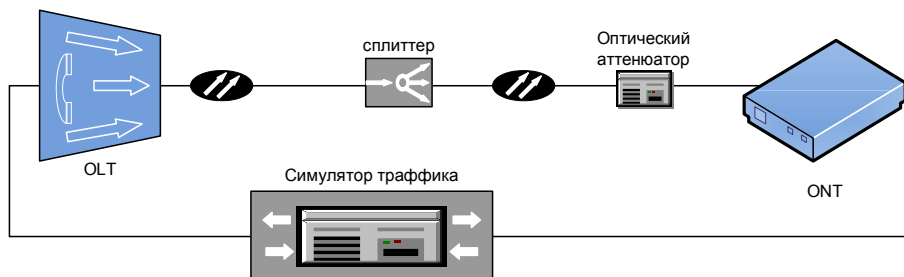 сплиттер
Оптический
аттенюатор
OLT
Симулятор траффика
ONT